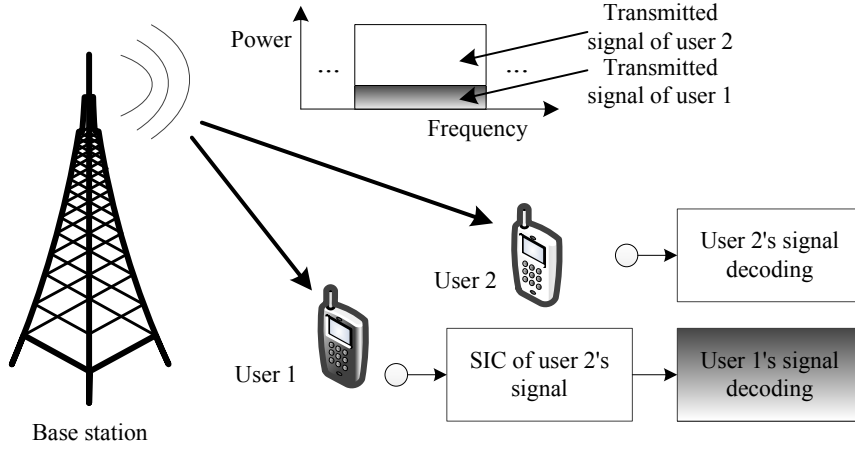 Power
...
...
Transmitted
signal of user 2
Transmitted
signal of user 1
Frequency
User 2
User 2's signal
decoding
User 1
SIC of user 2's
signal
User 1's signal
decoding
Base station